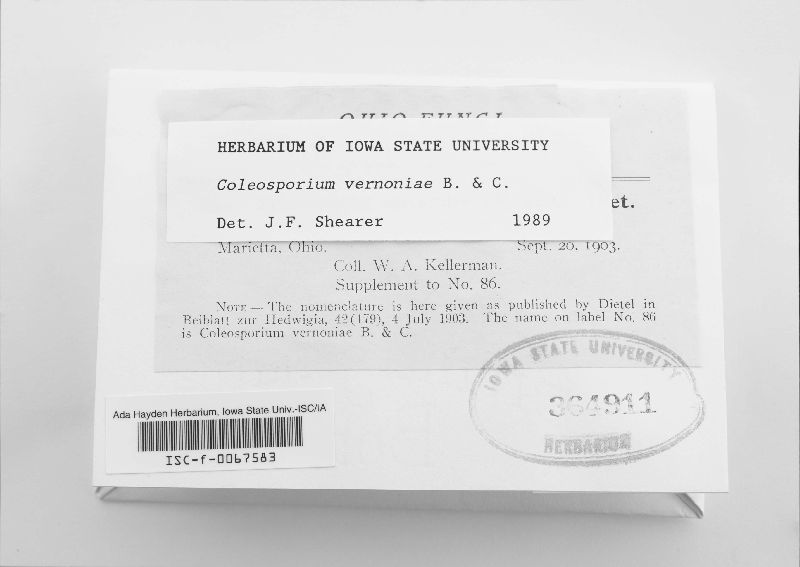 OHIO FUNGI
HERBARIUM OF IOWA STATE UNIVERSITY
Coleosporium vernoniae B. & C.
et.
Det. J.F. Shearer 1989
Marietta, Ohio. Sept. 20, 1903.
Coll. W. A. Kellerman.
Supplement to No. 86.
NOTE — The nomenclature is here given as published by Dietel in
Beiblatt zur Hedwigia, 42(179), 4 July 1903. The name on label No. 86
is Coleosporium vernoniae B. & C.
IOWA STATE UNIVERSITY
364911
HERBARIUM
Ada Hayden Herbarium, Iowa State Univ.-ISC/IA
ISC-f-0067583